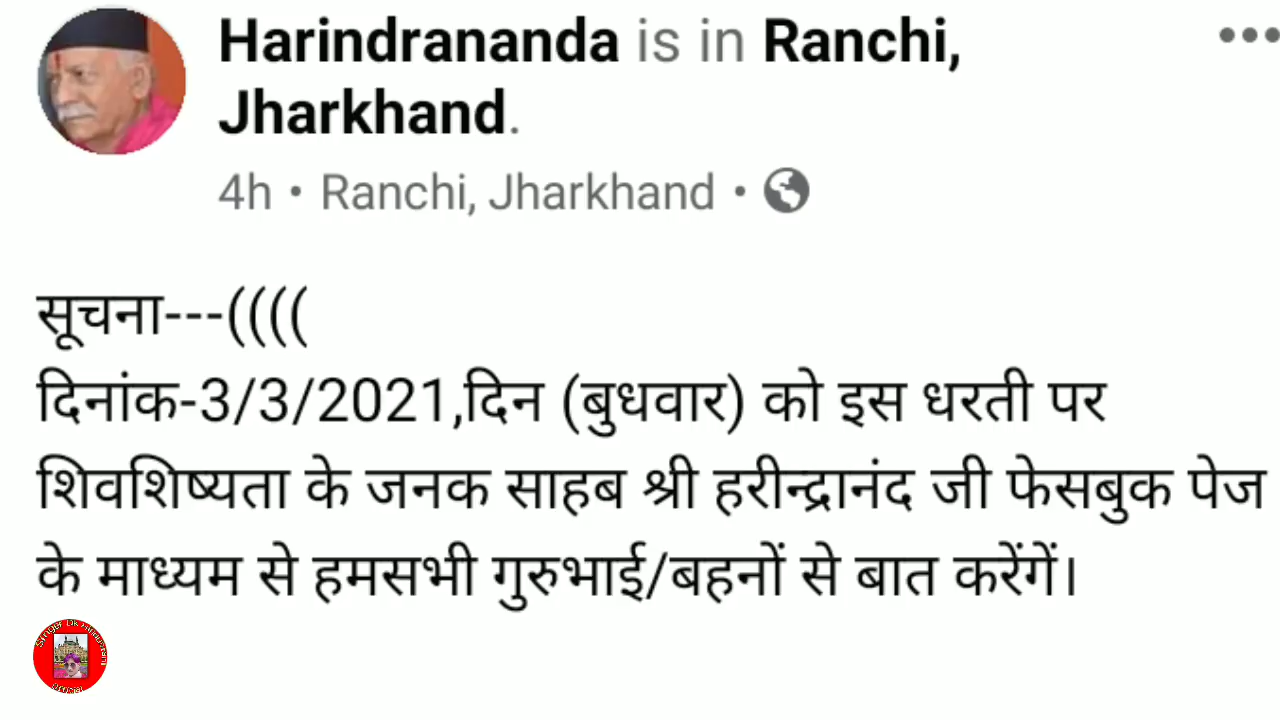 Harindrananda is in Ranchi,
Jharkhand.
4h • Ranchi, Jharkhand •
सूचना---((((
दिनांक-3/3/2021,दिन (बुधवार) को इस धरती पर
शिवशिष्यता के जनक साहब श्री हरीन्द्रानंद जी फेसबुक पेज
के माध्यम से हमसभी गुरुभाई/बहनों से बात करेंगें।